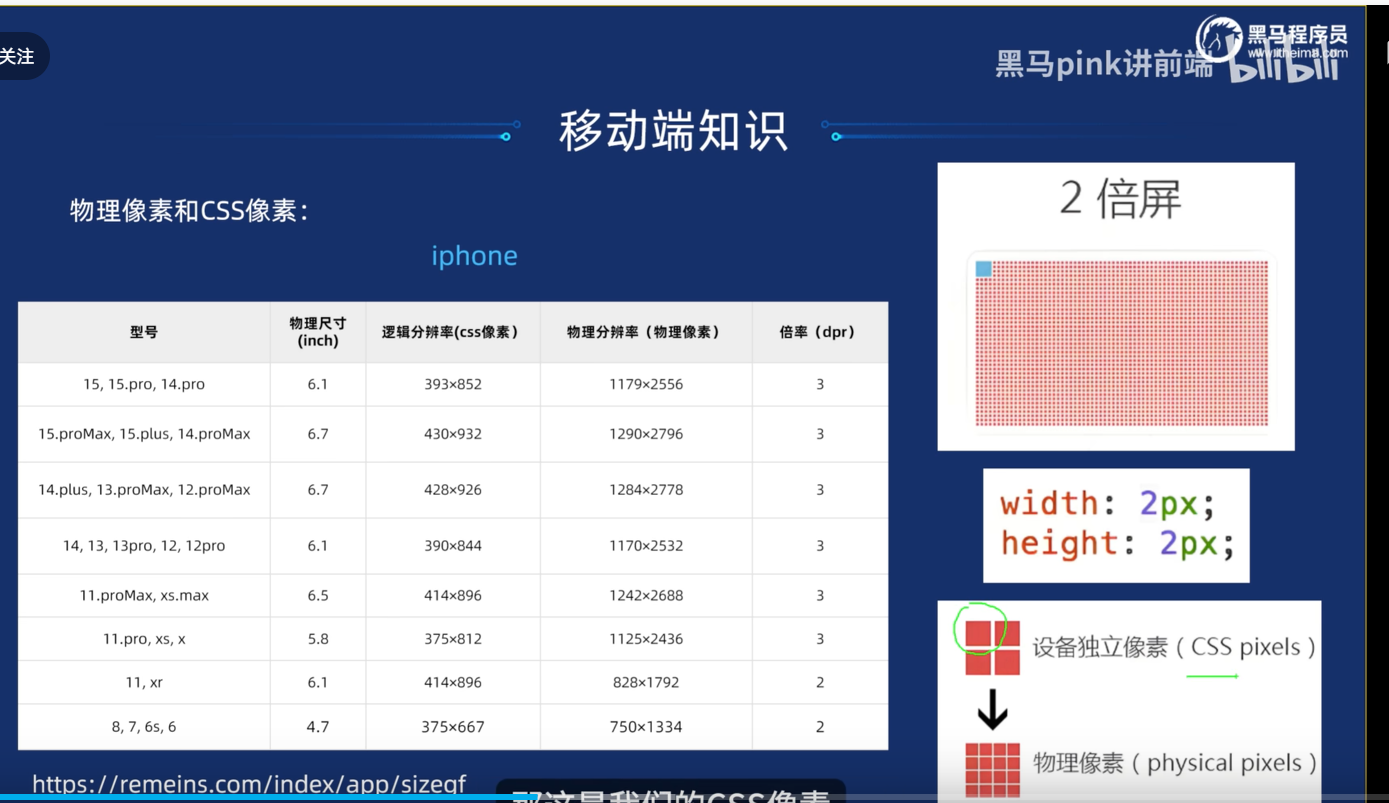 关注
黑马程序员
www.itheima.com
黑马pink讲前端
bilibili
移动端知识
物理像素和CSS像素：
iphone
型号 物理尺寸(inch) 逻辑分辨率(css像素) 物理分辨率（物理像素） 倍率（dpr）
15, 15.pro, 14.pro 6.1 393×852 1179×2556 3
15.proMax, 15.plus, 14.proMax 6.7 430×932 1290×2796 3
14.plus, 13.proMax, 12.proMax 6.7 428×926 1284×2778 3
14, 13, 13pro, 12, 12pro 6.1 390×844 1170×2532 3
11.proMax, xs.max 6.5 414×896 1242×2688 3
11.pro, xs, x 5.8 375×812 1125×2436 3
11, xr 6.1 414×896 828×1792 2
8, 7, 6s, 6 4.7 375×667 750×1334 2
https://remeins.com/index/app/sizegf
2 倍屏
width: 2px;
height: 2px;
设备独立像素（CSS pixels）
物理像素（physical pixels）
那这是我们的CSS像素